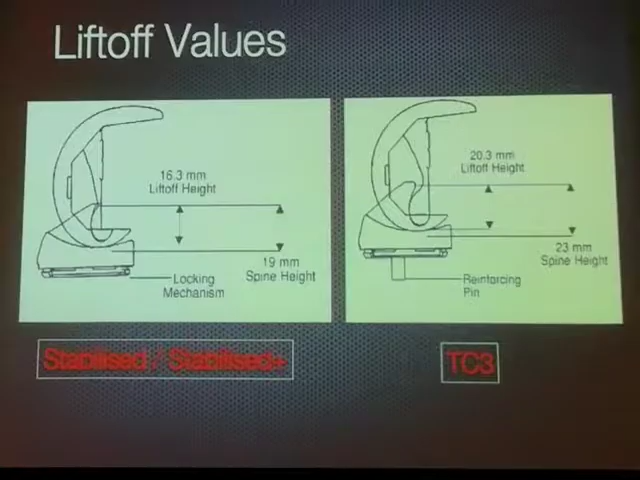 Liftoff Values
16.3 mm
Liftoff Height
19 mm
Spine Height
Locking
Mechanism
20.3 mm
Liftoff Height
23 mm
Spine Height
Reinforcing
Pin
Stabilised / Stabilised+
TC3